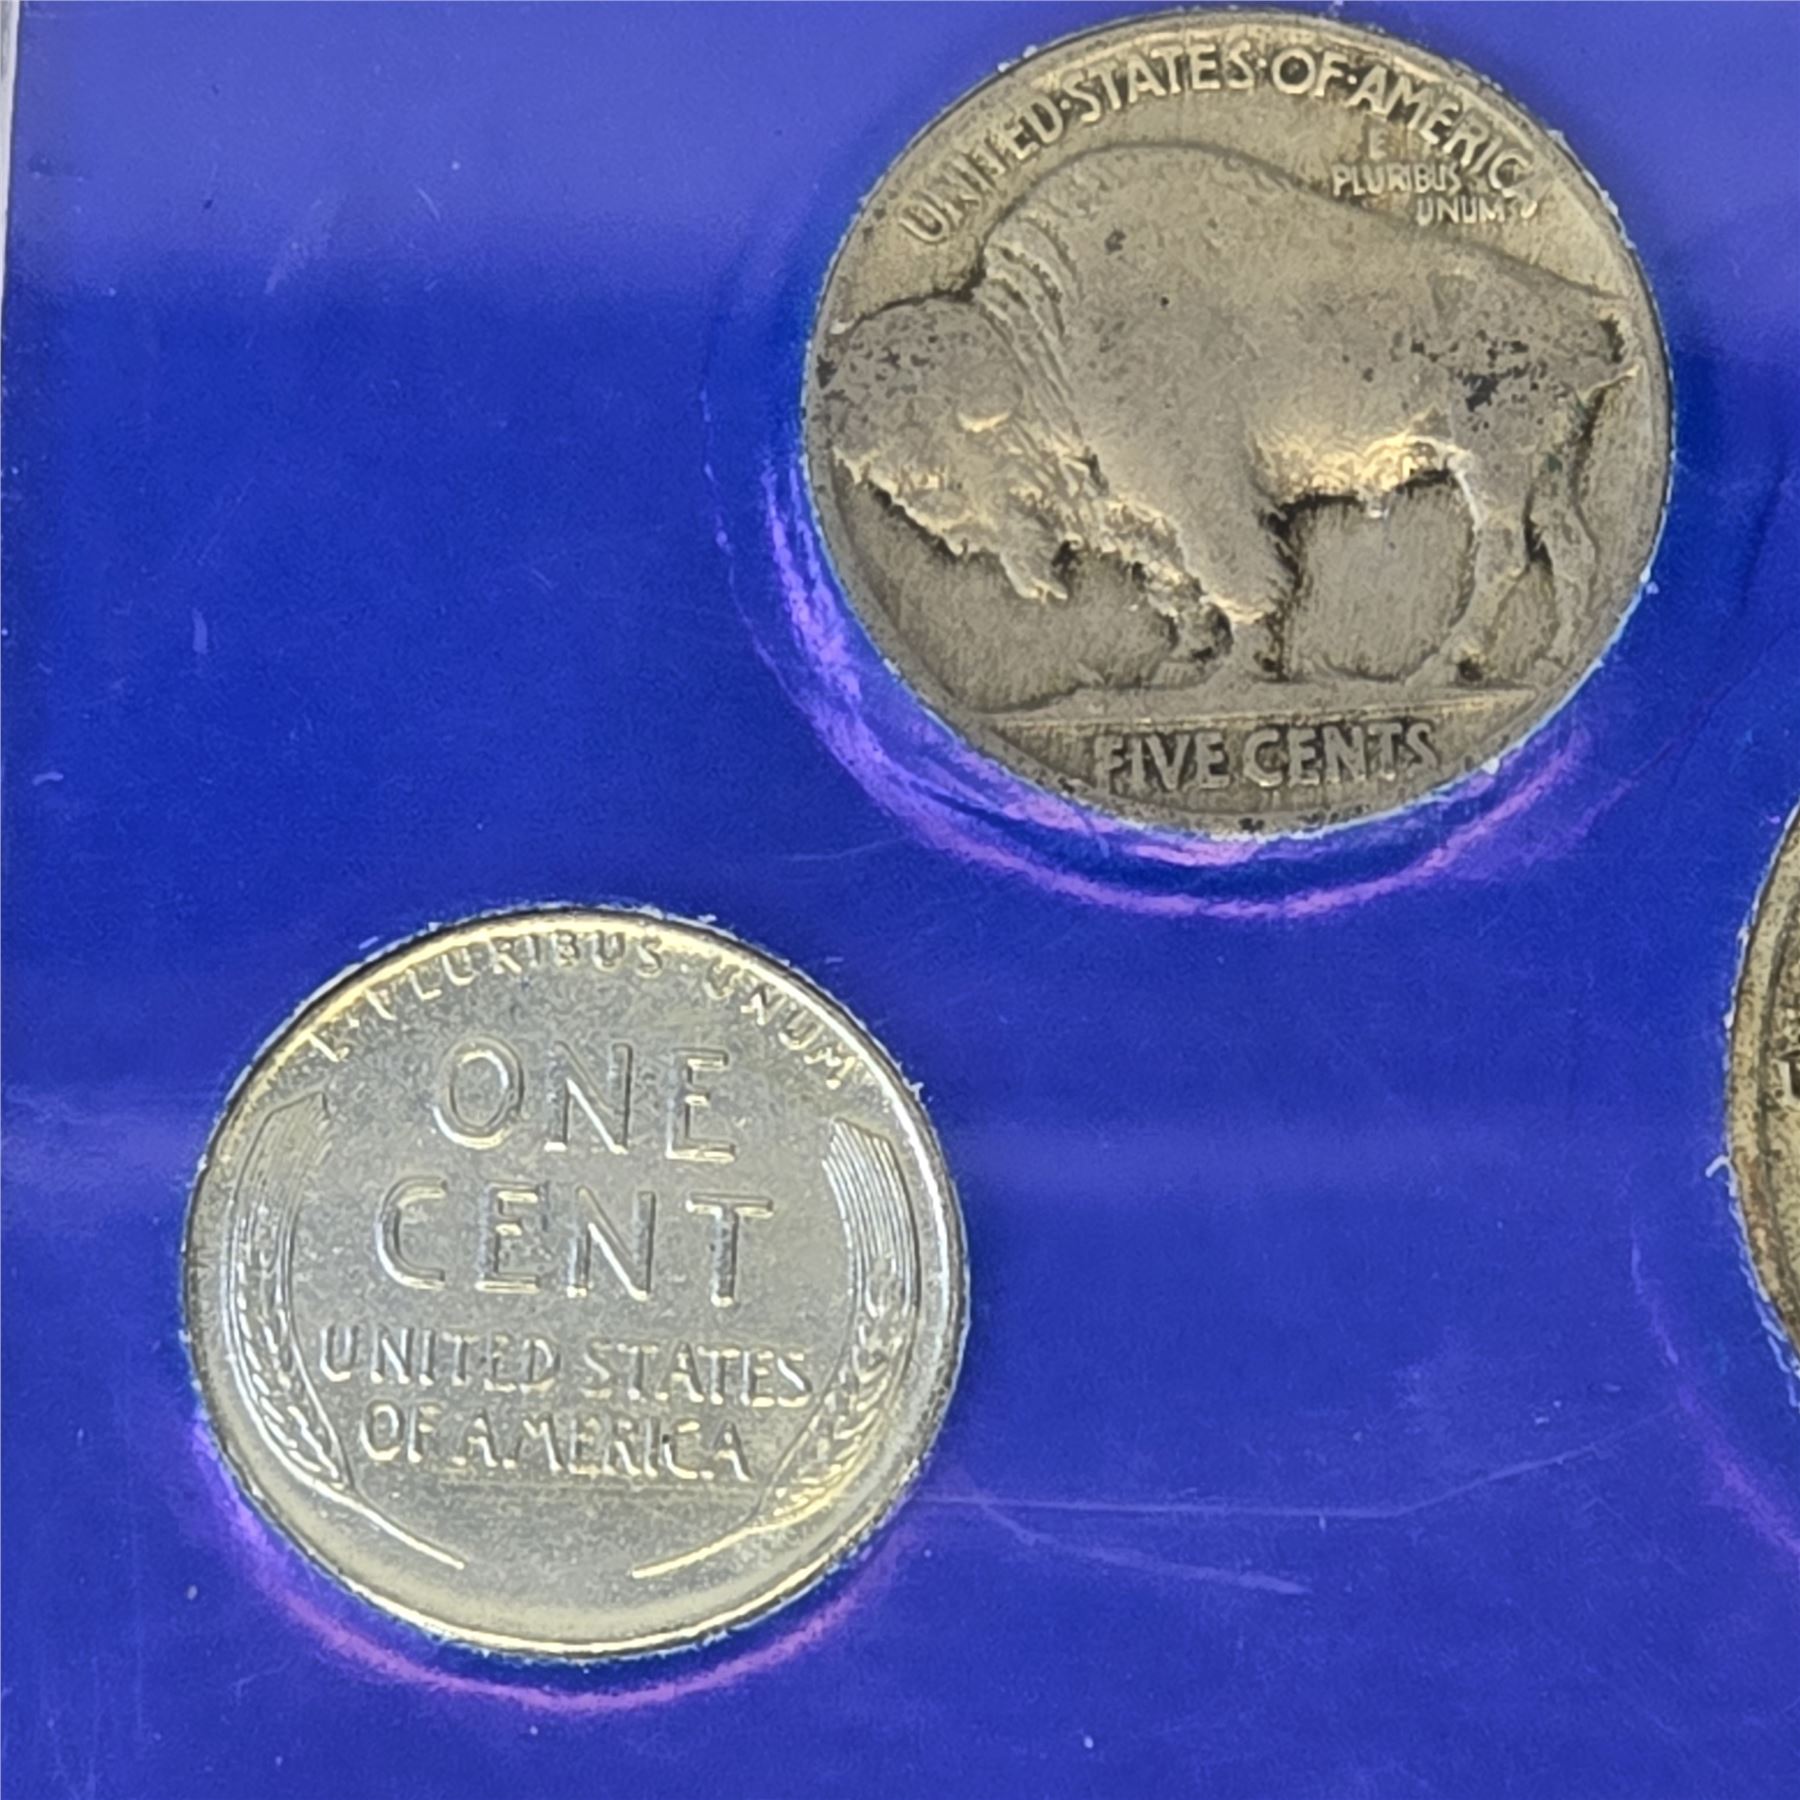 UNITED·STATES·OF·AMERICA
E
PLURIBUS
UNUM
FIVE CENTS
E·PLURIBUS·UNUM
ONE
CENT
UNITED STATES
OF AMERICA